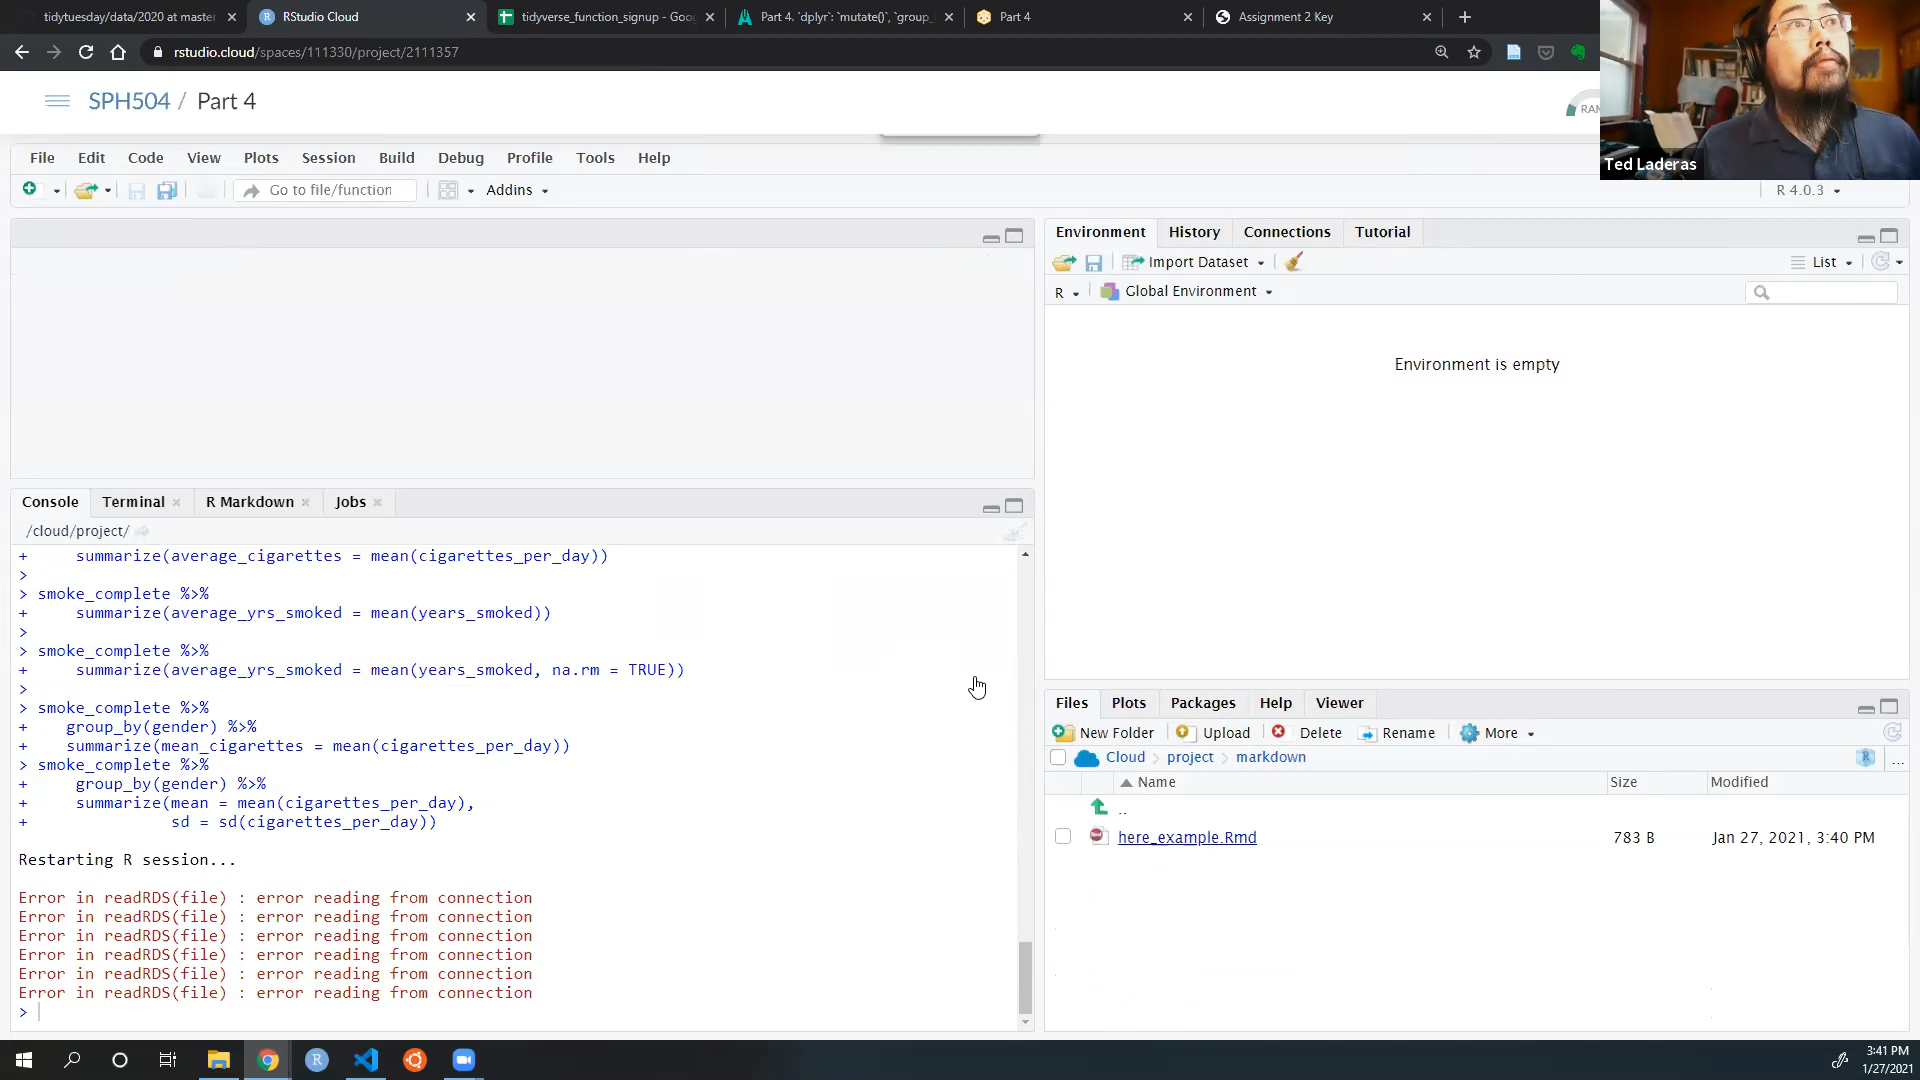 tidytuesday/data/2020 at master
RStudio Cloud
tidyverse_function_signup - Goo
Part 4. `dplyr`: `mutate()`, `group_
Part 4
Assignment 2 Key
rstudio.cloud/spaces/111330/project/2111357
SPH504 / Part 4
RAM
Ted Laderas
File Edit Code View Plots Session Build Debug Profile Tools Help
Go to file/function
Addins
R 4.0.3
Environment History Connections Tutorial
Import Dataset
List
R
Global Environment
Environment is empty
Console Terminal R Markdown Jobs
/cloud/project/
+ summarize(average_cigarettes = mean(cigarettes_per_day))
>
> smoke_complete %>%
+ summarize(average_yrs_smoked = mean(years_smoked))
>
> smoke_complete %>%
+ summarize(average_yrs_smoked = mean(years_smoked, na.rm = TRUE))
>
> smoke_complete %>%
+ group_by(gender) %>%
+ summarize(mean_cigarettes = mean(cigarettes_per_day))
> smoke_complete %>%
+ group_by(gender) %>%
+ summarize(mean = mean(cigarettes_per_day),
+ sd = sd(cigarettes_per_day))
Restarting R session...
Error in readRDS(file) : error reading from connection
Error in readRDS(file) : error reading from connection
Error in readRDS(file) : error reading from connection
Error in readRDS(file) : error reading from connection
Error in readRDS(file) : error reading from connection
Error in readRDS(file) : error reading from connection
>
Files Plots Packages Help Viewer
New Folder Upload Delete Rename More
Cloud project markdown
...
Name Size Modified
..
here_example.Rmd 783 B Jan 27, 2021, 3:40 PM
3:41 PM
1/27/2021